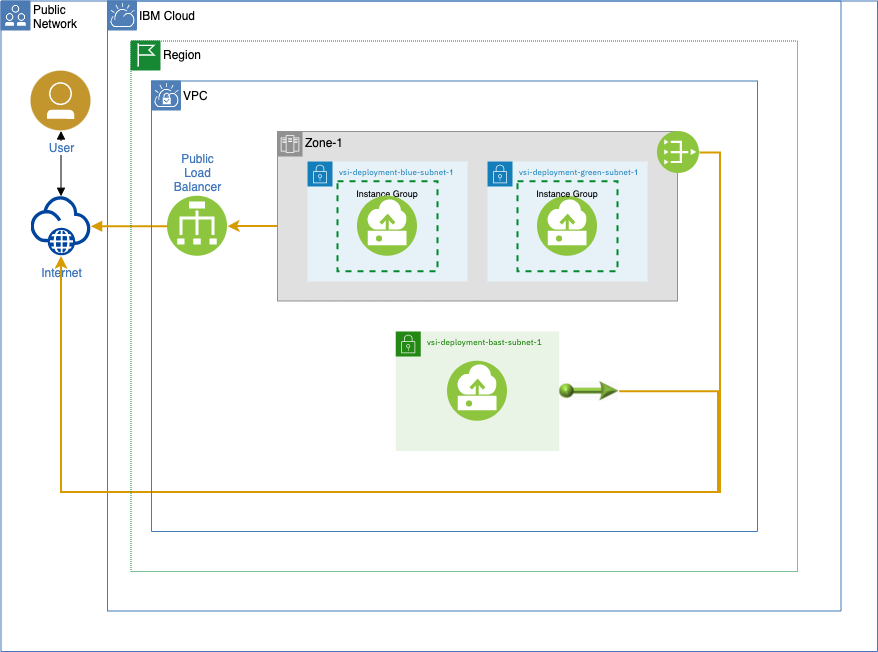 Public
Network
IBM Cloud
Region
VPC
User
Public
Load
Balancer
Internet
Zone-1
vsi-deployment-blue-subnet-1
Instance Group
vsi-deployment-green-subnet-1
Instance Group
vsi-deployment-bast-subnet-1